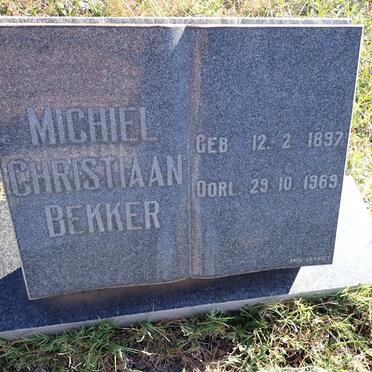 MICHIEL
CHRISTIAAN
BEKKER
GEB 12. 2. 1897
OORL. 29. 10. 1969